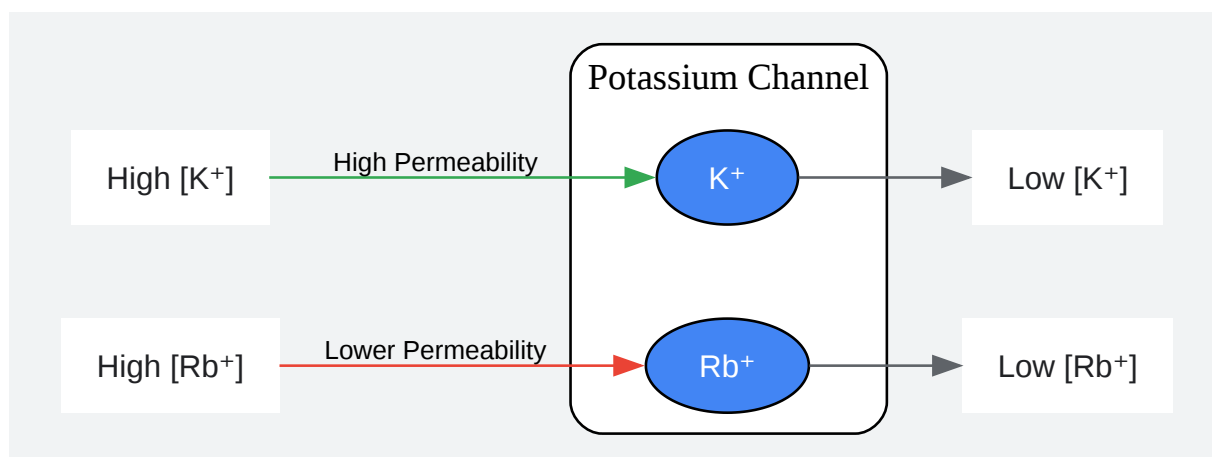 Potassium Channel
High [K⁺]
High Permeability
K⁺
Low [K⁺]
High [Rb⁺]
Lower Permeability
Rb⁺
Low [Rb⁺]